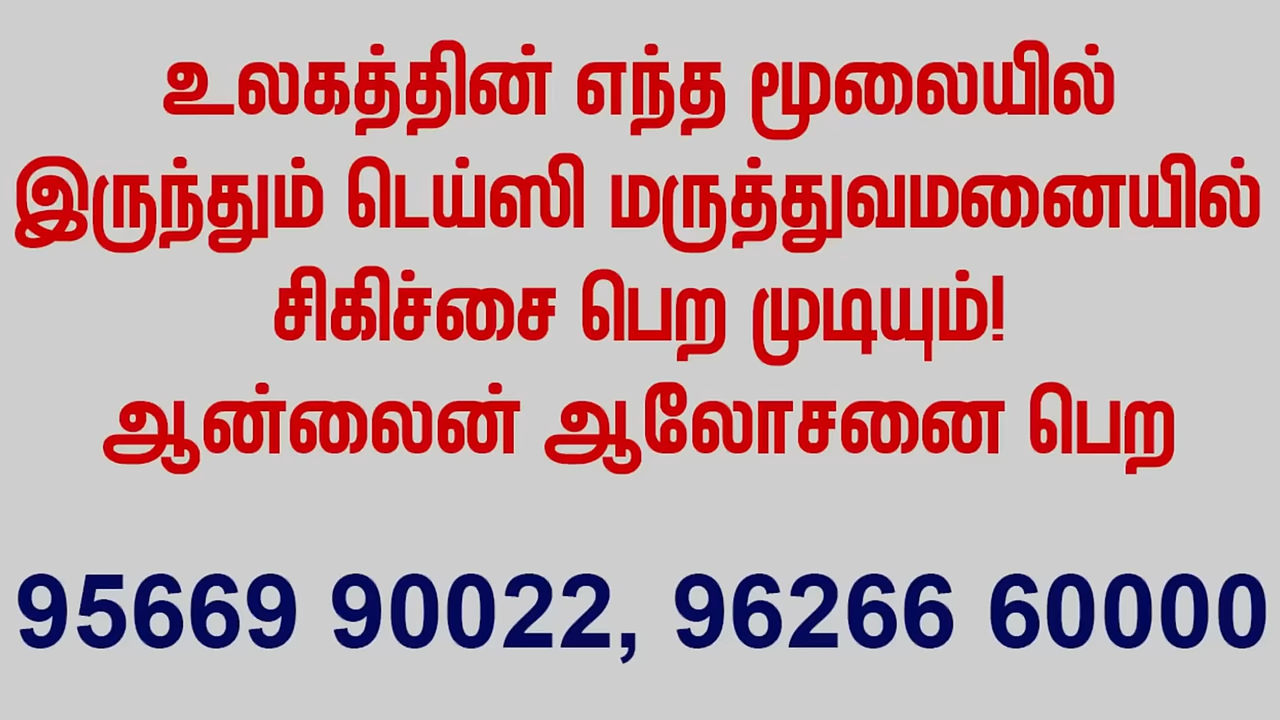 உலகத்தின் எந்த மூலையில்
இருந்தும் டெய்ஸி மருத்துவமனையில்
சிகிச்சை பெற முடியும்!
ஆன்லைன் ஆலோசனை பெற
95669 90022, 96266 60000